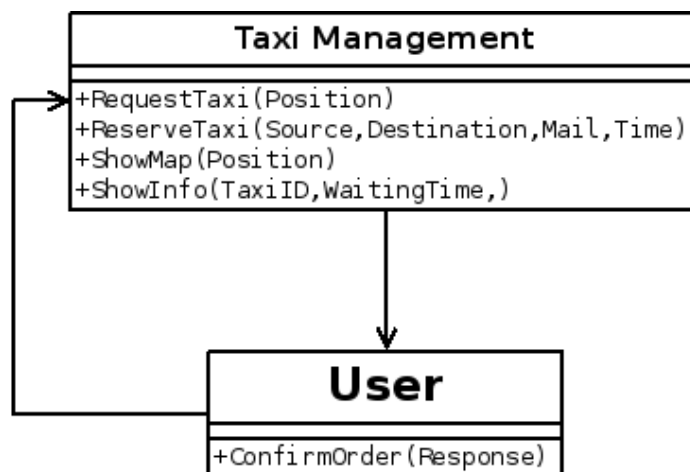 Taxi Management
+RequestTaxi(Position)
+ReserveTaxi(Source,Destination,Mail,Time)
+ShowMap(Position)
+ShowInfo(TaxiID,WaitingTime,)
User
+ConfirmOrder(Response)